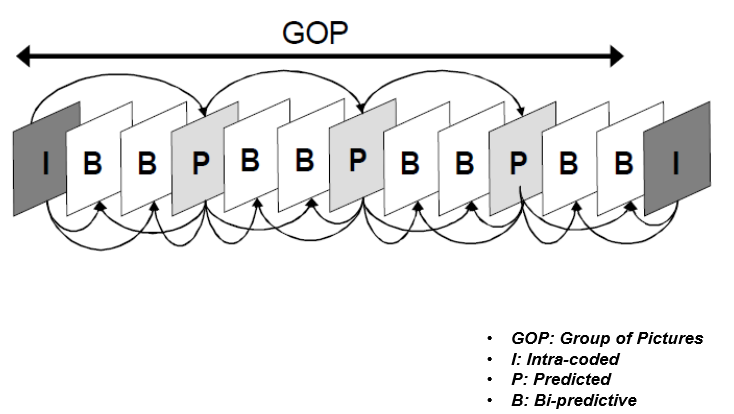 GOP
I B B P B B P B B P B B I
• GOP: Group of Pictures
• I: Intra-coded
• P: Predicted
• B: Bi-predictive